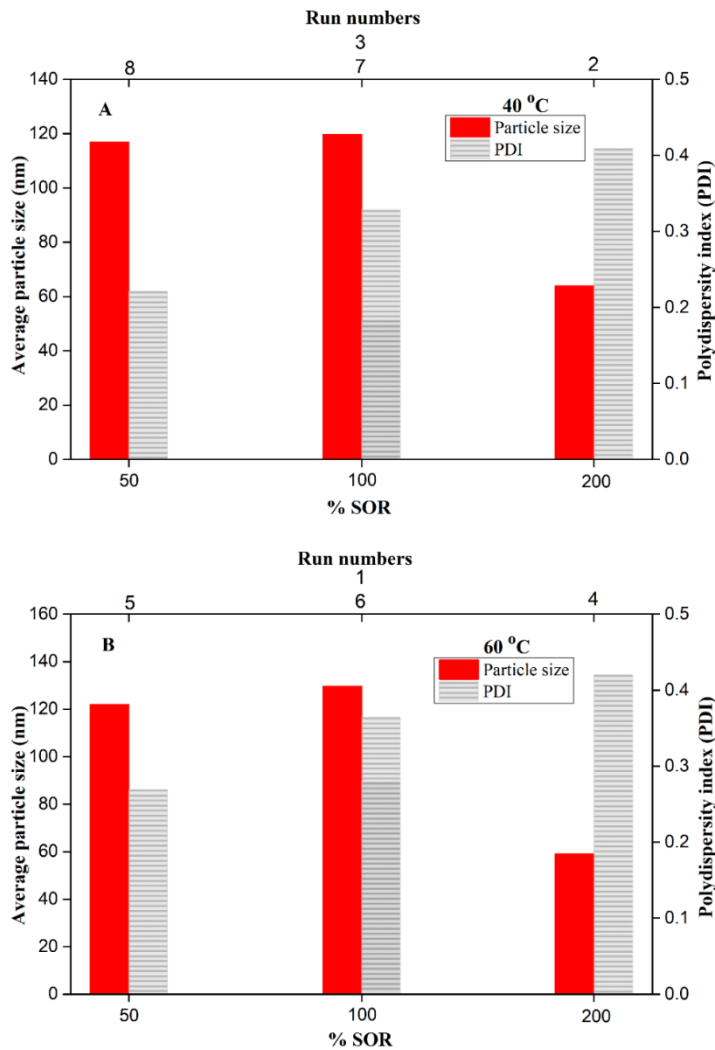 Run numbers
3
8 7 2
140 0.5
A 40 °C
120 Particle size
PDI 0.4
100
80 0.3
60 0.2
40
0.1
20
0 0.0
50 100 200
% SOR
Average particle size (nm)
Polydispersity index (PDI)
Run numbers
1
5 6 4
160 0.5
B 60 °C
140 Particle size
PDI 0.4
120
100 0.3
80
60 0.2
40 0.1
20
0 0.0
50 100 200
% SOR
Average particle size (nm)
Polydispersity index (PDI)